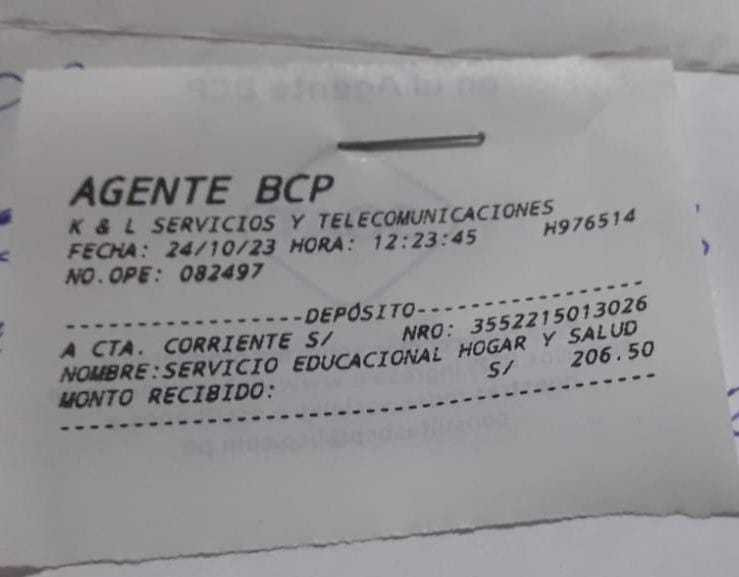 AGENTE BCP
K & L SERVICIOS Y TELECOMUNICACIONES
FECHA: 24/10/23 HORA: 12:23:45 H976514
NO.OPE: 082497
------------------DEPÓSITO------------------
A CTA. CORRIENTE S/ NRO: 3552215013026
NOMBRE:SERVICIO EDUCACIONAL HOGAR Y SALUD
MONTO RECIBIDO: S/ 206.50